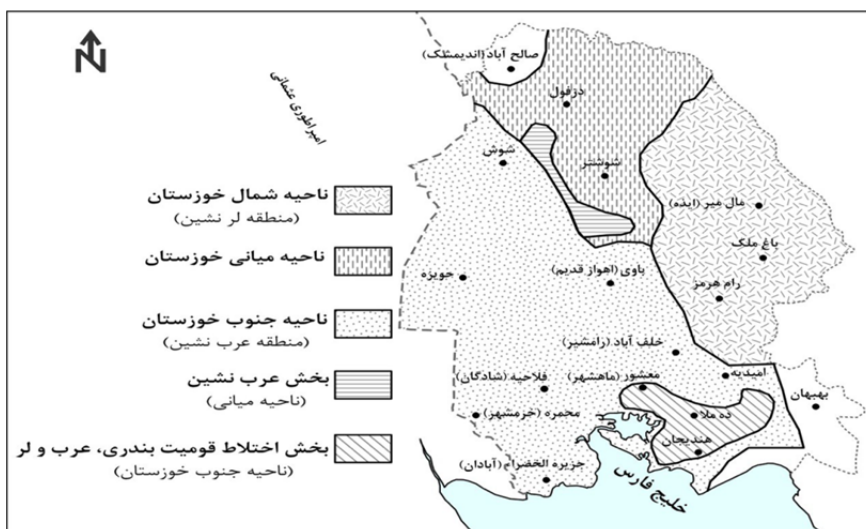 N
امپراطوری عثمانی
صالح آباد (اندیمشک)
دزفول
شوش
شوشتر
مال میر (ایذه)
باغ ملک
رام هرمز
باوی (اهواز قدیم)
حویزه
خلف آباد (رامشیر)
امیدیه
معشور (ماهشهر)
فلاحیه (شادگان)
بهبهان
ده ملا
محمره (خرمشهر)
هندیجان
جزیره الخضرام (آبادان)
خلیج فارس
ناحیه شمال خوزستان
(منطقه لر نشین)
ناحیه میانی خوزستان
ناحیه جنوب خوزستان
(منطقه عرب نشین)
بخش عرب نشین
(ناحیه میانی)
بخش اختلاط قومیت بندری، عرب و لر
(ناحیه جنوب خوزستان)